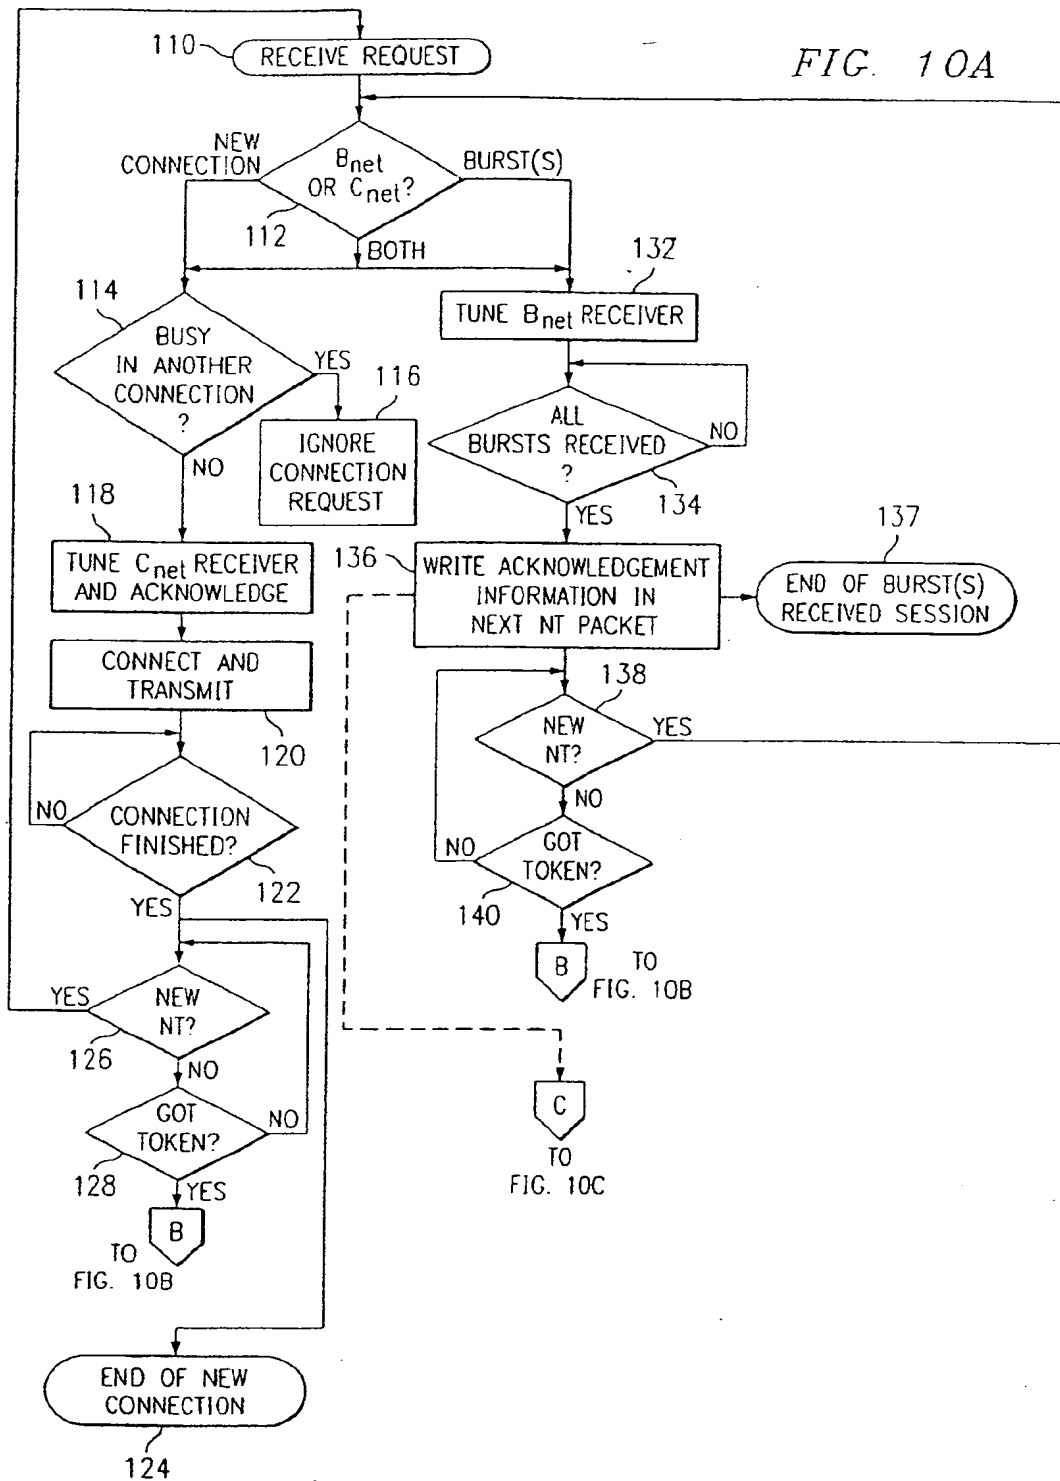 FIG. 10A
110
RECEIVE REQUEST
NEW
CONNECTION
Bnet
OR Cnet?
BURST(S)
112
BOTH
114
BUSY
IN ANOTHER
CONNECTION
?
YES
NO
116
IGNORE
CONNECTION
REQUEST
118
TUNE Cnet RECEIVER
AND ACKNOWLEDGE
CONNECT AND
TRANSMIT
120
NO
CONNECTION
FINISHED?
122
YES
YES
NEW
NT?
126
NO
GOT
TOKEN?
NO
128
YES
B
TO
FIG. 10B
END OF NEW
CONNECTION
124
132
TUNE Bnet RECEIVER
ALL
BURSTS RECEIVED
?
NO
134
YES
136
WRITE ACKNOWLEDGEMENT
INFORMATION IN
NEXT NT PACKET
137
END OF BURST(S)
RECEIVED SESSION
138
NEW
NT?
YES
NO
NO
GOT
TOKEN?
140
YES
B
TO
FIG. 10B
C
TO
FIG. 10C